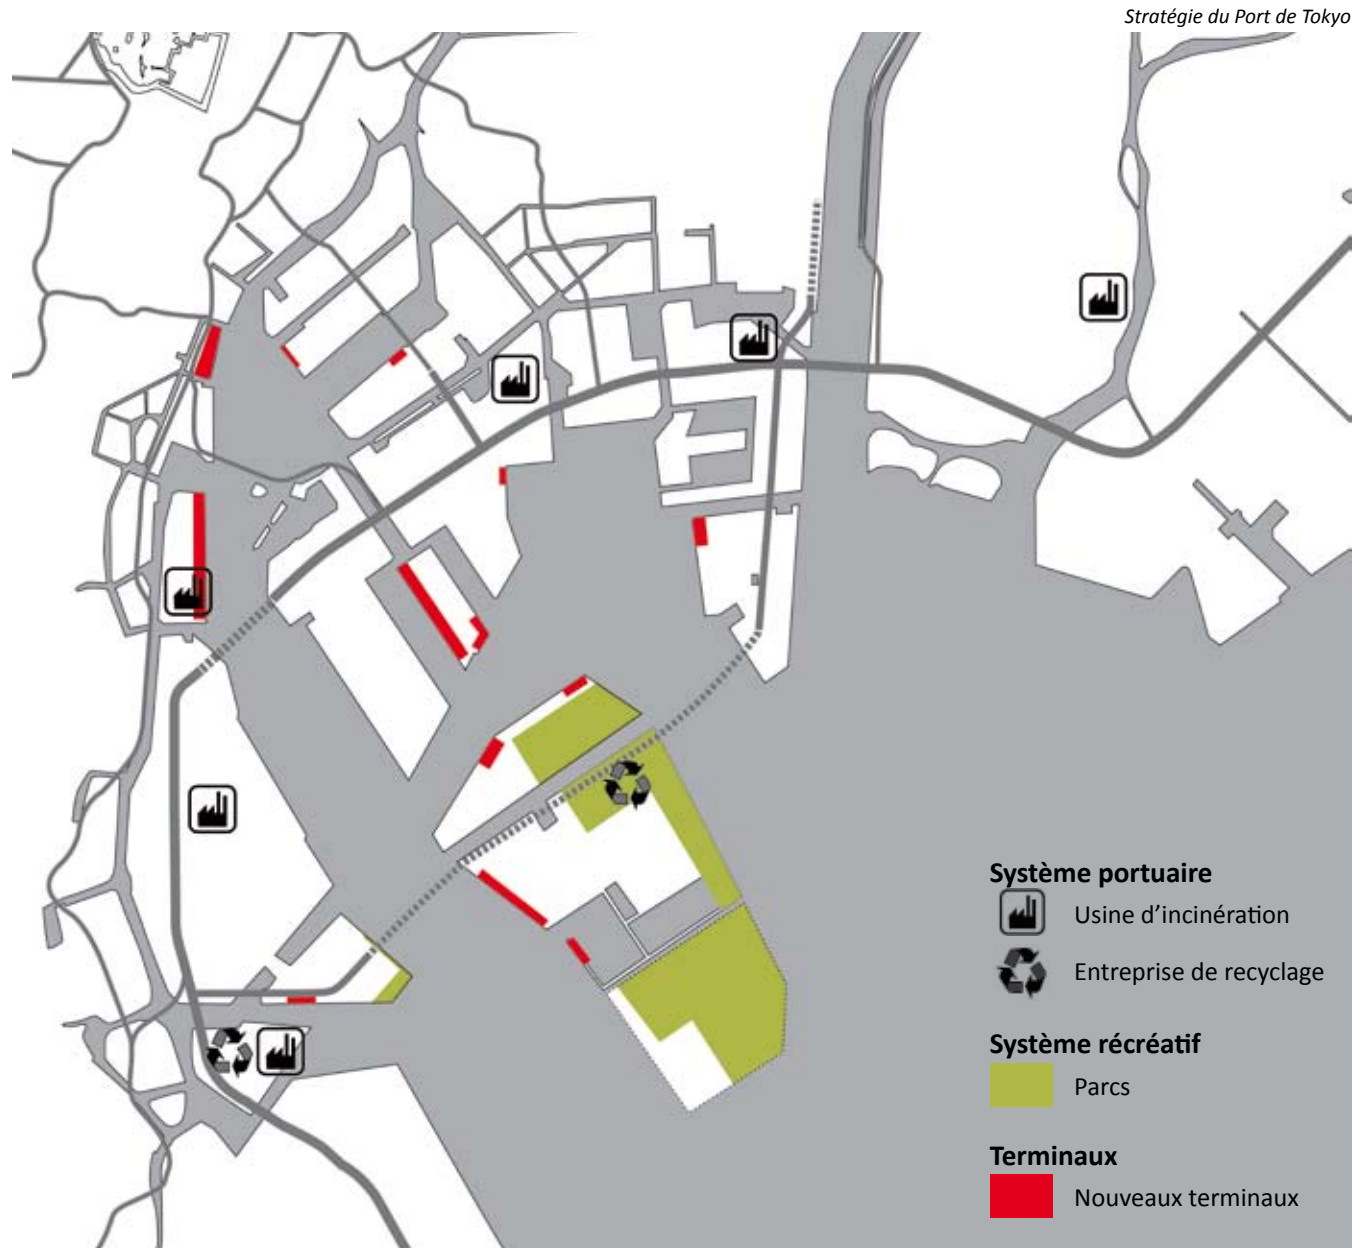 Stratégie du Port de Tokyo
Système portuaire
Usine d'incinération
Entreprise de recyclage
Système récréatif
Parcs
Terminaux
Nouveaux terminaux